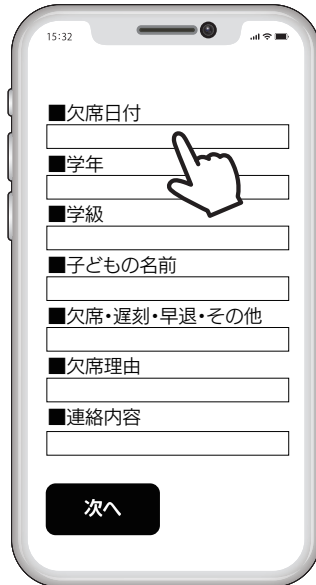 15:32
■欠席日付
■学年
■学級
■子どもの名前
■欠席・遅刻・早退・その他
■欠席理由
■連絡内容
次へ